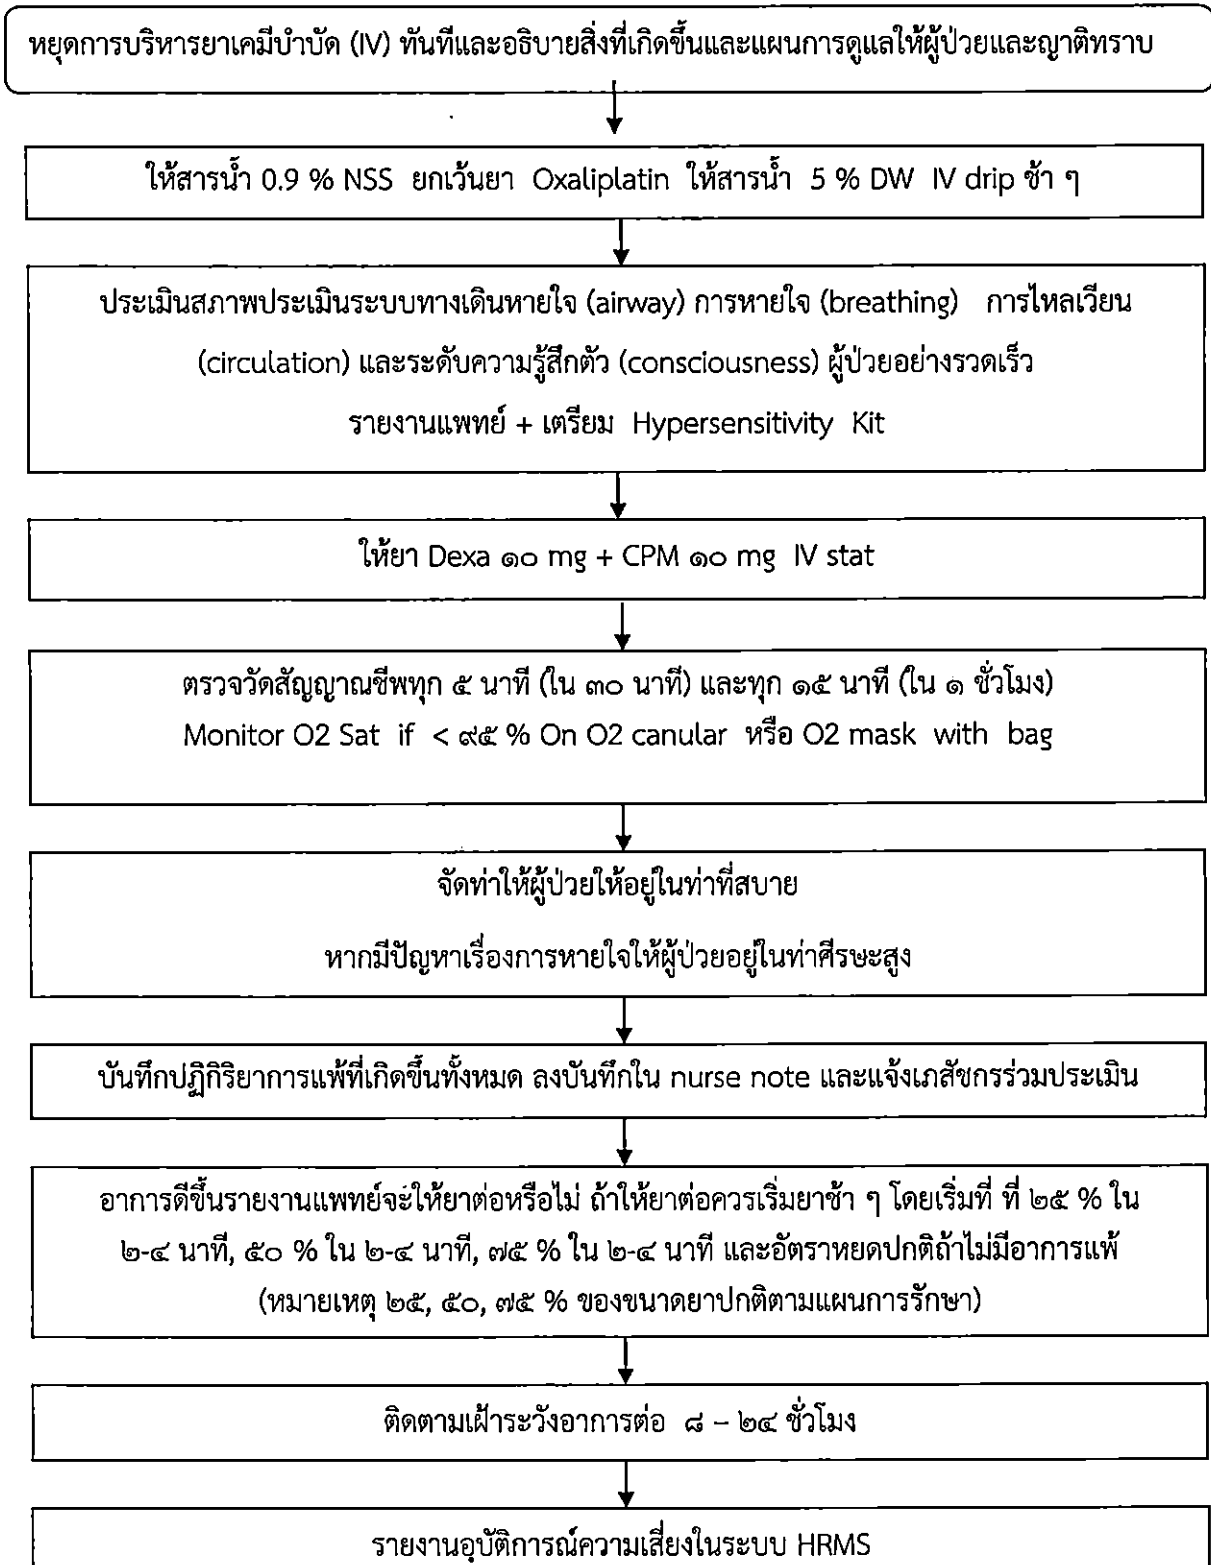 หยุดการบริหารยาเคมีบำบัด (IV) ทันทีและอธิบายสิ่งที่เกิดขึ้นและแผนการดูแลให้ผู้ป่วยและญาติทราบ
ให้สารน้ำ 0.9 % NSS ยกเว้นยา Oxaliplatin ให้สารน้ำ 5 % DW IV drip ช้า ๆ
ประเมินสภาพประเมินระบบทางเดินหายใจ (airway) การหายใจ (breathing) การไหลเวียน
(circulation) และระดับความรู้สึกตัว (consciousness) ผู้ป่วยอย่างรวดเร็ว
รายงานแพทย์ + เตรียม Hypersensitivity Kit
ให้ยา Dexa ๑๐ mg + CPM ๑๐ mg IV stat
ตรวจวัดสัญญาณชีพทุก ๕ นาที (ใน ๓๐ นาที) และทุก ๑๕ นาที (ใน ๑ ชั่วโมง)
Monitor O2 Sat if < ๙๕ % On O2 canular หรือ O2 mask with bag
จัดท่าให้ผู้ป่วยให้อยู่ในท่าที่สบาย
หากมีปัญหาเรื่องการหายใจให้ผู้ป่วยอยู่ในท่าศีรษะสูง
บันทึกปฏิกิริยาการแพ้ที่เกิดขึ้นทั้งหมด ลงบันทึกใน nurse note และแจ้งเภสัชกรร่วมประเมิน
อาการดีขึ้นรายงานแพทย์จะให้ยาต่อหรือไม่ ถ้าให้ยาต่อควรเริ่มยาช้า ๆ โดยเริ่มที่ ที่ ๒๕ % ใน
๒-๔ นาที, ๕๐ % ใน ๒-๔ นาที, ๗๕ % ใน ๒-๔ นาที และอัตราหยดปกติถ้าไม่มีอาการแพ้
(หมายเหตุ ๒๕, ๕๐, ๗๕ % ของขนาดยาปกติตามแผนการรักษา)
ติดตามเฝ้าระวังอาการต่อ ๘ – ๒๔ ชั่วโมง
รายงานอุบัติการณ์ความเสี่ยงในระบบ HRMS